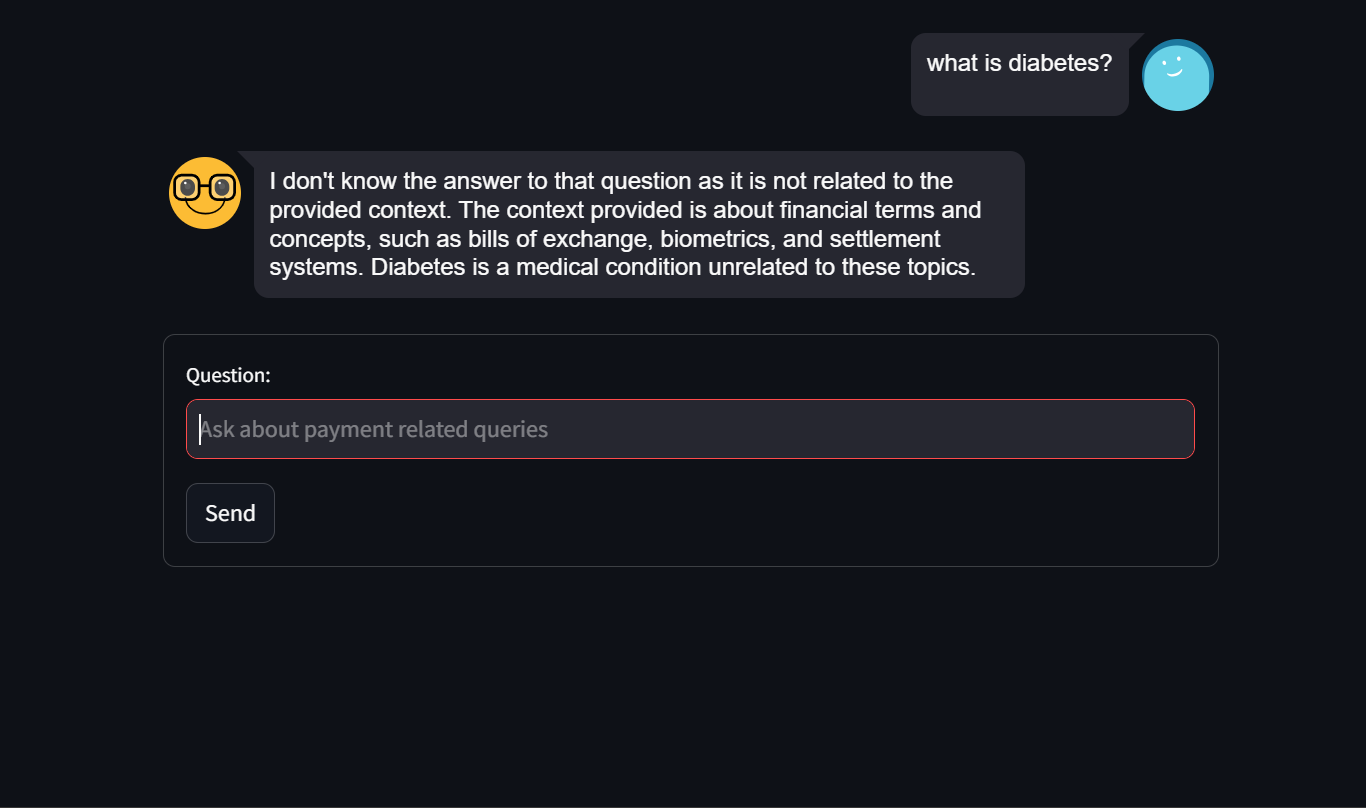 what is diabetes?
I don't know the answer to that question as it is not related to the
provided context. The context provided is about financial terms and
concepts, such as bills of exchange, biometrics, and settlement
systems. Diabetes is a medical condition unrelated to these topics.
Question:
Ask about payment related queries
Send